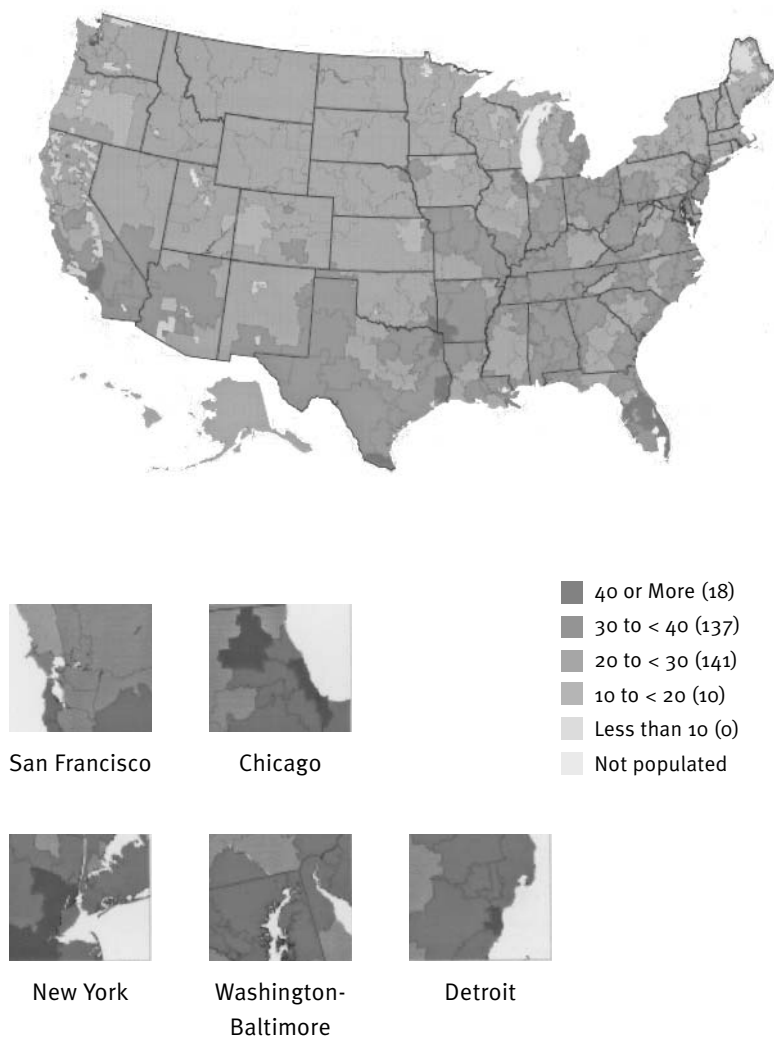 40 or More (18)
30 to < 40 (137)
20 to < 30 (141)
10 to < 20 (10)
Less than 10 (0)
Not populated
San Francisco
Chicago
New York
Washington-
Baltimore
Detroit